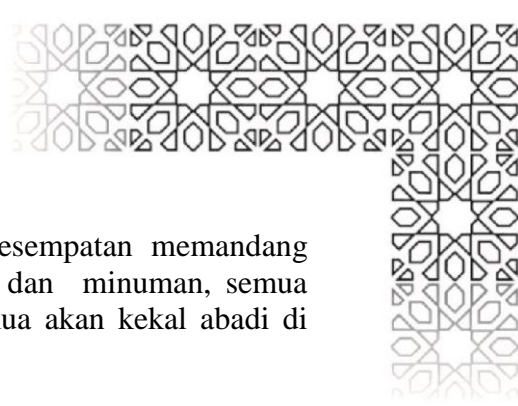 esempatan memandang
dan minuman, semua
ua akan kekal abadi di